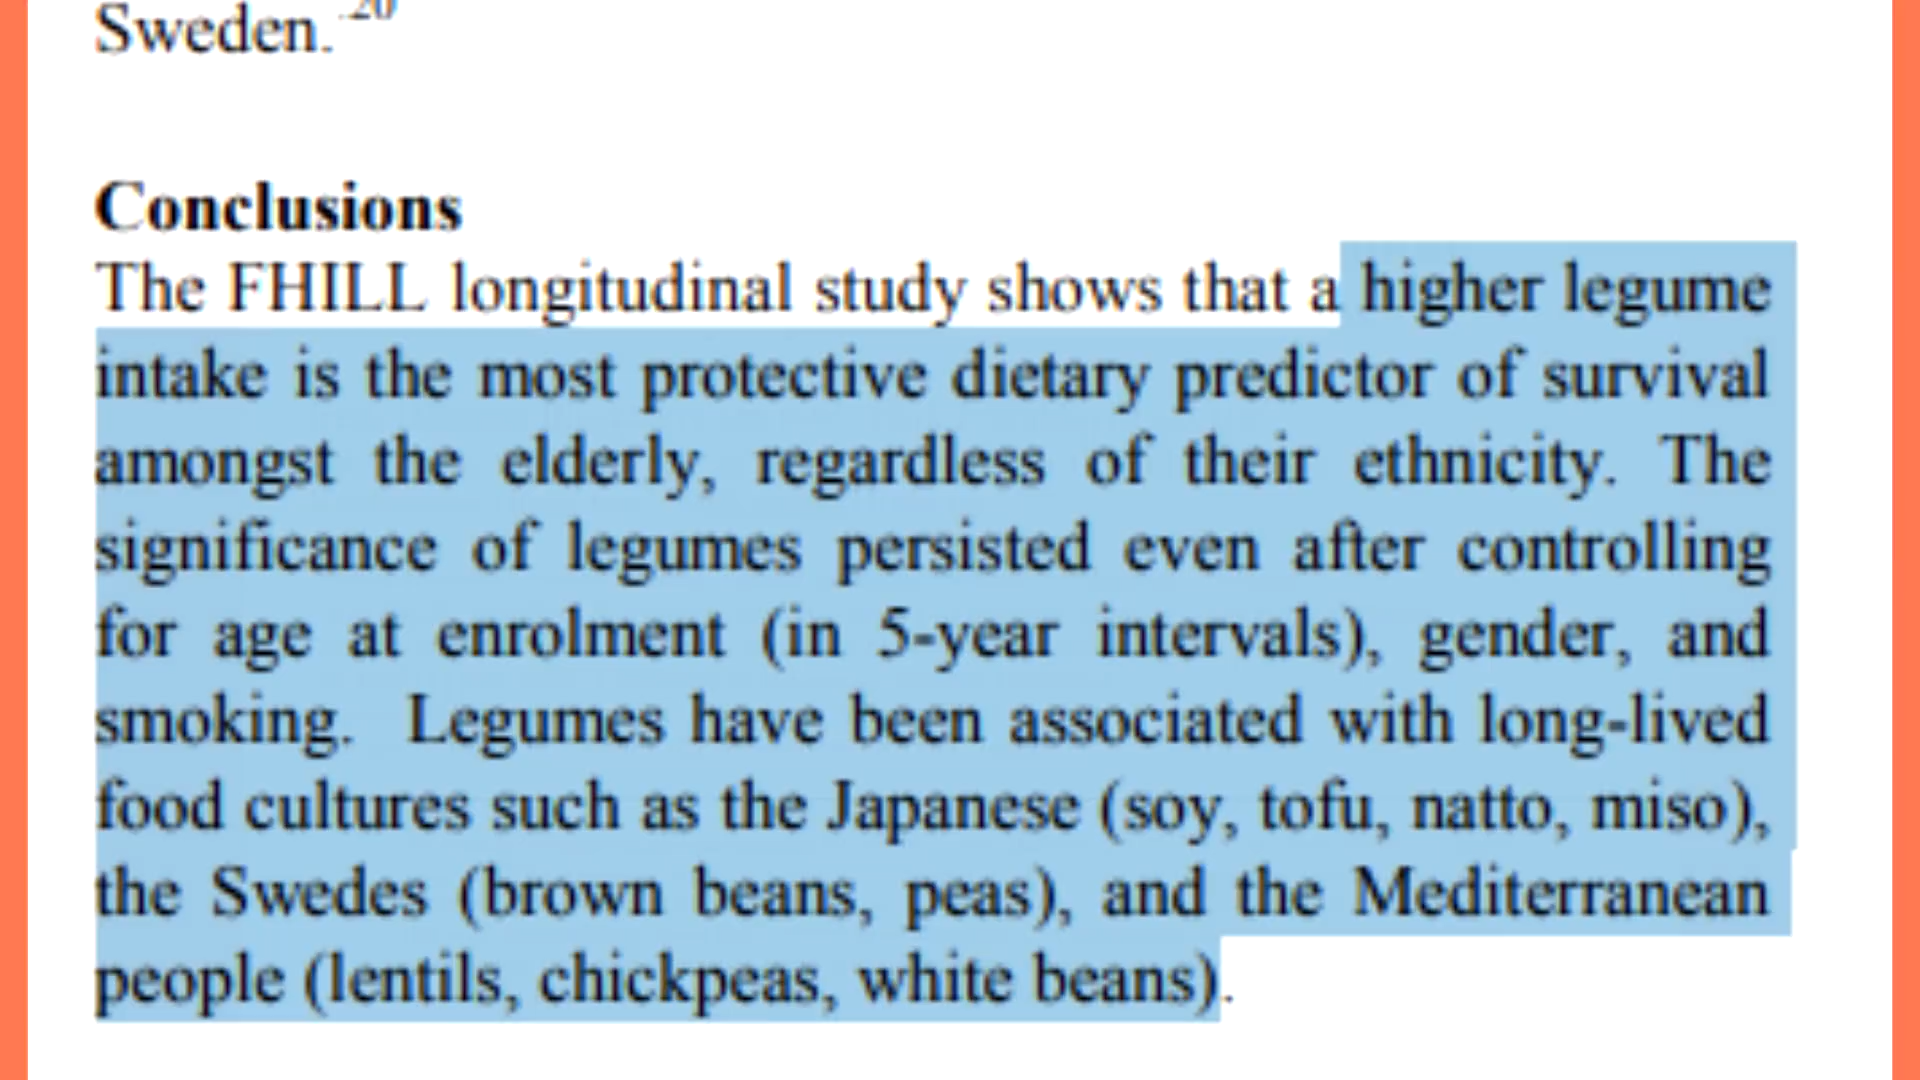 Sweden. 20
Conclusions
The FHILL longitudinal study shows that a higher legume
intake is the most protective dietary predictor of survival
amongst the elderly, regardless of their ethnicity. The
significance of legumes persisted even after controlling
for age at enrolment (in 5-year intervals), gender, and
smoking. Legumes have been associated with long-lived
food cultures such as the Japanese (soy, tofu, natto, miso),
the Swedes (brown beans, peas), and the Mediterranean
people (lentils, chickpeas, white beans).